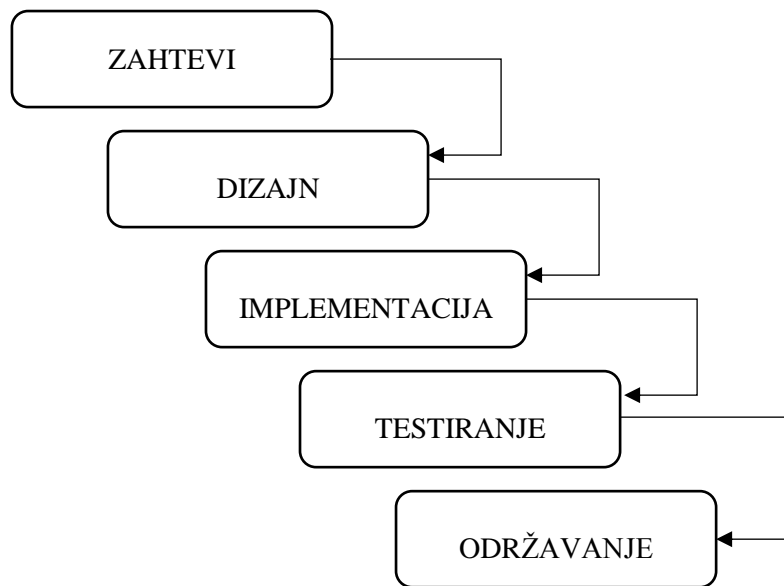 ZAHTEVI
DIZAJN
IMPLEMENTACIJA
TESTIRANJE
ODRŽAVANJE